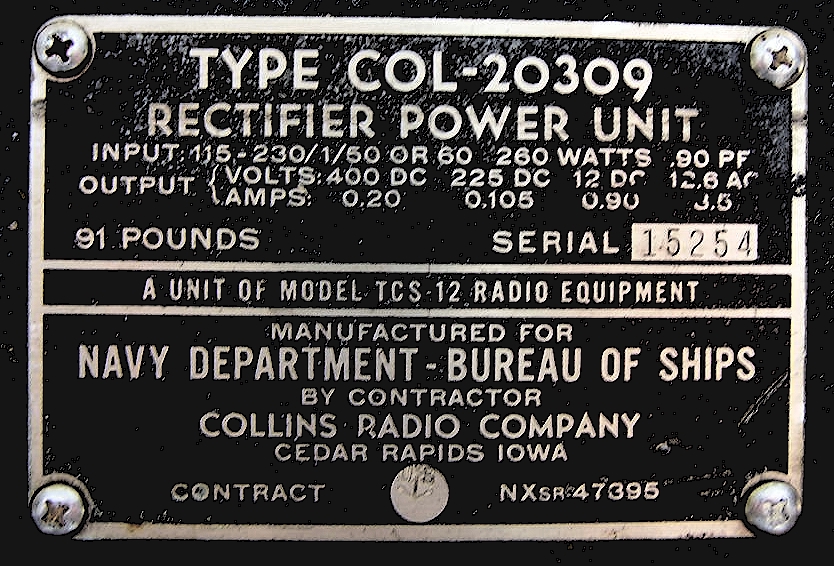 TYPE COL-20309
RECTIFIER POWER UNIT
INPUT: 115-230/1/50 OR 60 260 WATTS .90 PF
OUTPUT { VOLTS: 400 DC 225 DC 12 DC 12.6 AC
AMPS: 0.20 0.105 0.90 3.5
91 POUNDS SERIAL 15254
A UNIT OF MODEL TCS-12 RADIO EQUIPMENT
MANUFACTURED FOR
NAVY DEPARTMENT - BUREAU OF SHIPS
BY CONTRACTOR
COLLINS RADIO COMPANY
CEDAR RAPIDS IOWA
CONTRACT NXSR-47395